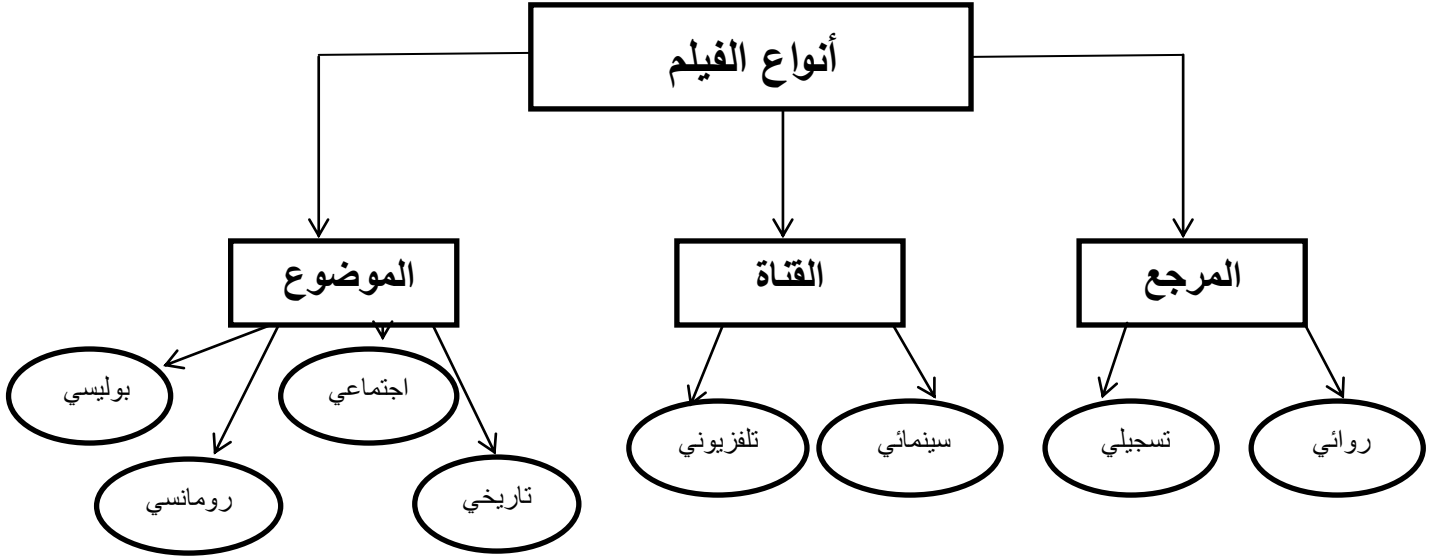 أنواع الفيلم
المرجع
القناة
الموضوع
روائي
تسجيلي
سينمائي
تلفزيوني
تاريخي
اجتماعي
رومانسي
بوليسي